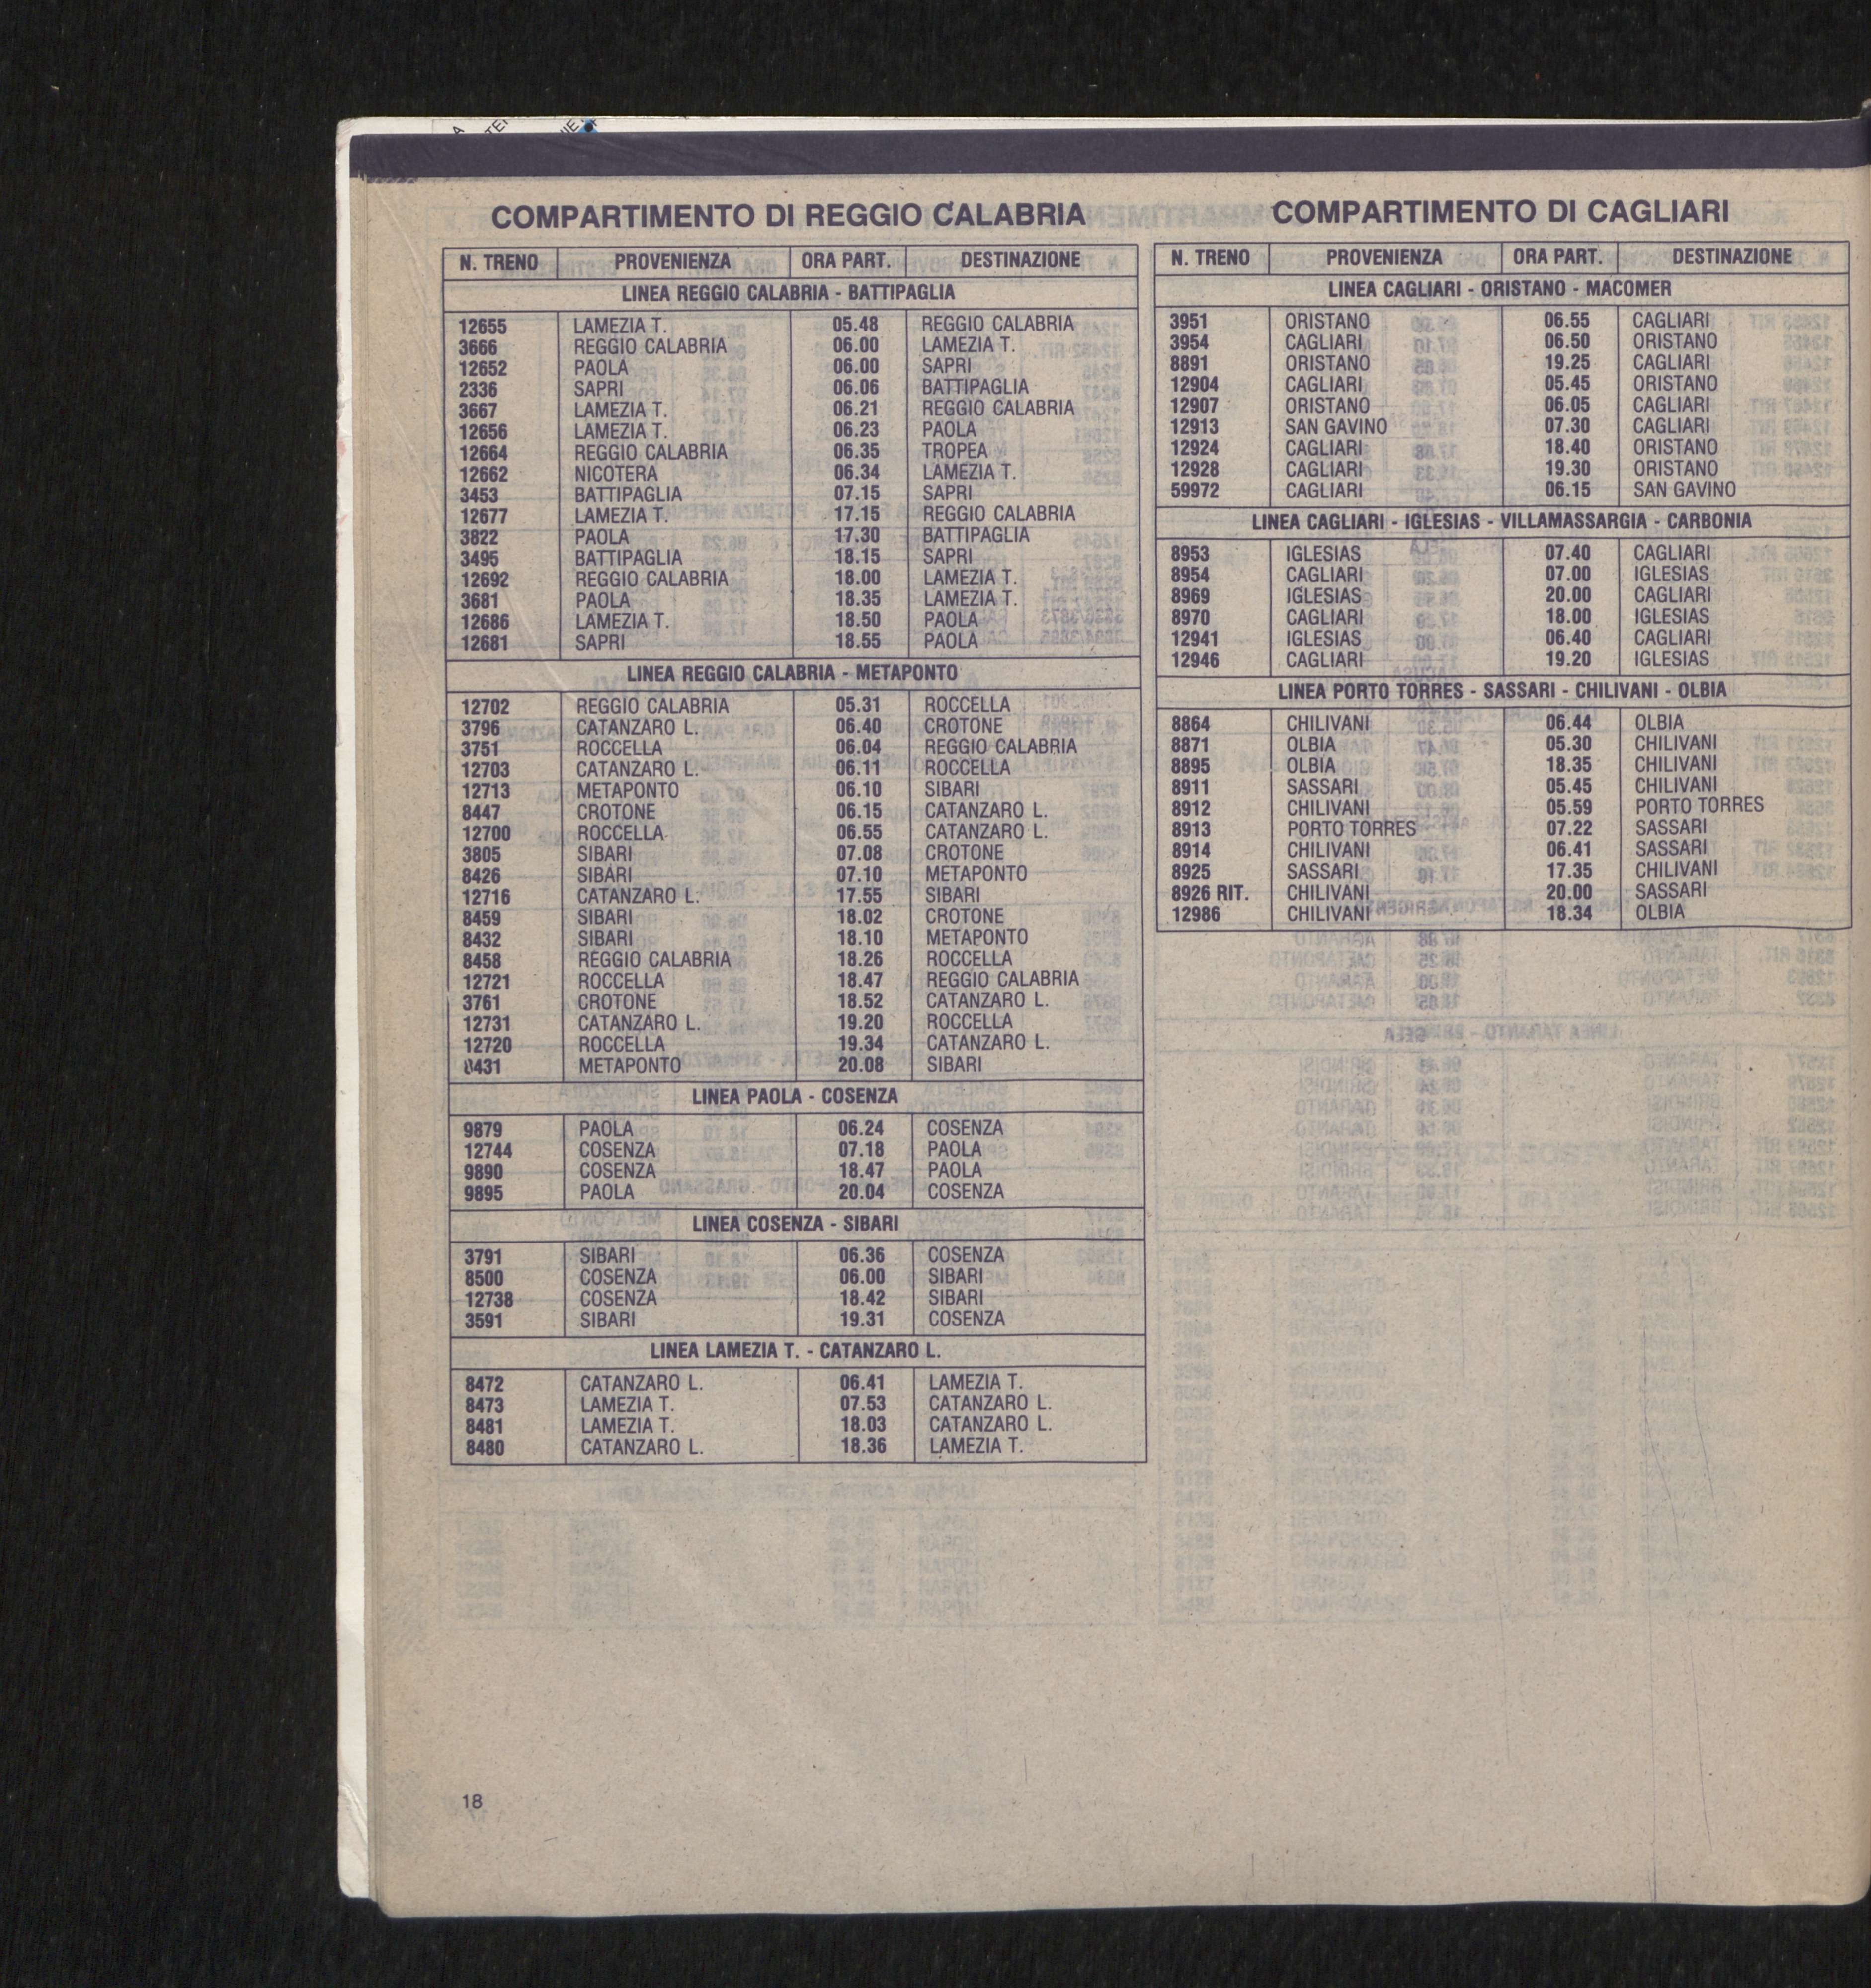 COMPARTIMENTO DI REGGIO CALABRIA
N. TRENO PROVENIENZA ORA PART. DESTINAZIONE
LINEA REGGIO CALABRIA - BATTIPAGLIA
12655 LAMEZIA T. 05.48 REGGIO CALABRIA
3666 REGGIO CALABRIA 06.00 LAMEZIA T.
12652 PAOLA 06.00 SAPRI
2336 SAPRI 06.06 BATTIPAGLIA
3667 LAMEZIA T. 06.21 REGGIO CALABRIA
12656 LAMEZIA T. 06.23 PAOLA
12664 REGGIO CALABRIA 06.35 TROPEA
12662 NICOTERA 06.34 LAMEZIA T.
3453 BATTIPAGLIA 07.15 SAPRI
12677 LAMEZIA T. 17.15 REGGIO CALABRIA
3822 PAOLA 17.30 BATTIPAGLIA
3495 BATTIPAGLIA 18.15 SAPRI
12692 REGGIO CALABRIA 18.00 LAMEZIA T.
3681 PAOLA 18.35 LAMEZIA T.
12686 LAMEZIA T. 18.50 PAOLA
12681 SAPRI 18.55 PAOLA
LINEA REGGIO CALABRIA - METAPONTO
12702 REGGIO CALABRIA 05.31 ROCCELLA
3796 CATANZARO L. 06.40 CROTONE
3751 ROCCELLA 06.04 REGGIO CALABRIA
12703 CATANZARO L. 06.11 ROCCELLA
12713 METAPONTO 06.10 SIBARI
8447 CROTONE 06.15 CATANZARO L.
12700 ROCCELLA 06.55 CATANZARO L.
3805 SIBARI 07.08 CROTONE
8426 SIBARI 07.10 METAPONTO
12716 CATANZARO L. 17.55 SIBARI
8459 SIBARI 18.02 CROTONE
8432 SIBARI 18.10 METAPONTO
8458 REGGIO CALABRIA 18.26 ROCCELLA
12721 ROCCELLA 18.47 REGGIO CALABRIA
3761 CROTONE 18.52 CATANZARO L.
12731 CATANZARO L. 19.20 ROCCELLA
12720 ROCCELLA 19.34 CATANZARO L.
8431 METAPONTO 20.08 SIBARI
LINEA PAOLA - COSENZA
9879 PAOLA 06.24 COSENZA
12744 COSENZA 07.18 PAOLA
9890 COSENZA 18.47 PAOLA
9895 PAOLA 20.04 COSENZA
LINEA COSENZA - SIBARI
3791 SIBARI 06.36 COSENZA
8500 COSENZA 06.00 SIBARI
12738 COSENZA 18.42 SIBARI
3591 SIBARI 19.31 COSENZA
LINEA LAMEZIA T. - CATANZARO L.
8472 CATANZARO L. 06.41 LAMEZIA T.
8473 LAMEZIA T. 07.53 CATANZARO L.
8481 LAMEZIA T. 18.03 CATANZARO L.
8480 CATANZARO L. 18.36 LAMEZIA T.
COMPARTIMENTO DI CAGLIARI
N. TRENO PROVENIENZA ORA PART. DESTINAZIONE
LINEA CAGLIARI - ORISTANO - MACOMER
3951 ORISTANO 06.55 CAGLIARI
3954 CAGLIARI 06.50 ORISTANO
8891 ORISTANO 19.25 CAGLIARI
12904 CAGLIARI 05.45 ORISTANO
12907 ORISTANO 06.05 CAGLIARI
12913 SAN GAVINO 07.30 CAGLIARI
12924 CAGLIARI 18.40 ORISTANO
12928 CAGLIARI 19.30 ORISTANO
59972 CAGLIARI 06.15 SAN GAVINO
LINEA CAGLIARI - IGLESIAS - VILLAMASSARGIA - CARBONIA
8953 IGLESIAS 07.40 CAGLIARI
8954 CAGLIARI 07.00 IGLESIAS
8969 IGLESIAS 20.00 CAGLIARI
8970 CAGLIARI 18.00 IGLESIAS
12941 IGLESIAS 06.40 CAGLIARI
12946 CAGLIARI 19.20 IGLESIAS
LINEA PORTO TORRES - SASSARI - CHILIVANI - OLBIA
8864 CHILIVANI 06.44 OLBIA
8871 OLBIA 05.30 CHILIVANI
8895 OLBIA 18.35 CHILIVANI
8911 SASSARI 05.45 CHILIVANI
8912 CHILIVANI 05.59 PORTO TORRES
8913 PORTO TORRES 07.22 SASSARI
8914 CHILIVANI 06.41 SASSARI
8925 SASSARI 17.35 CHILIVANI
8926 RIT. CHILIVANI 20.00 SASSARI
12986 CHILIVANI 18.34 OLBIA
18